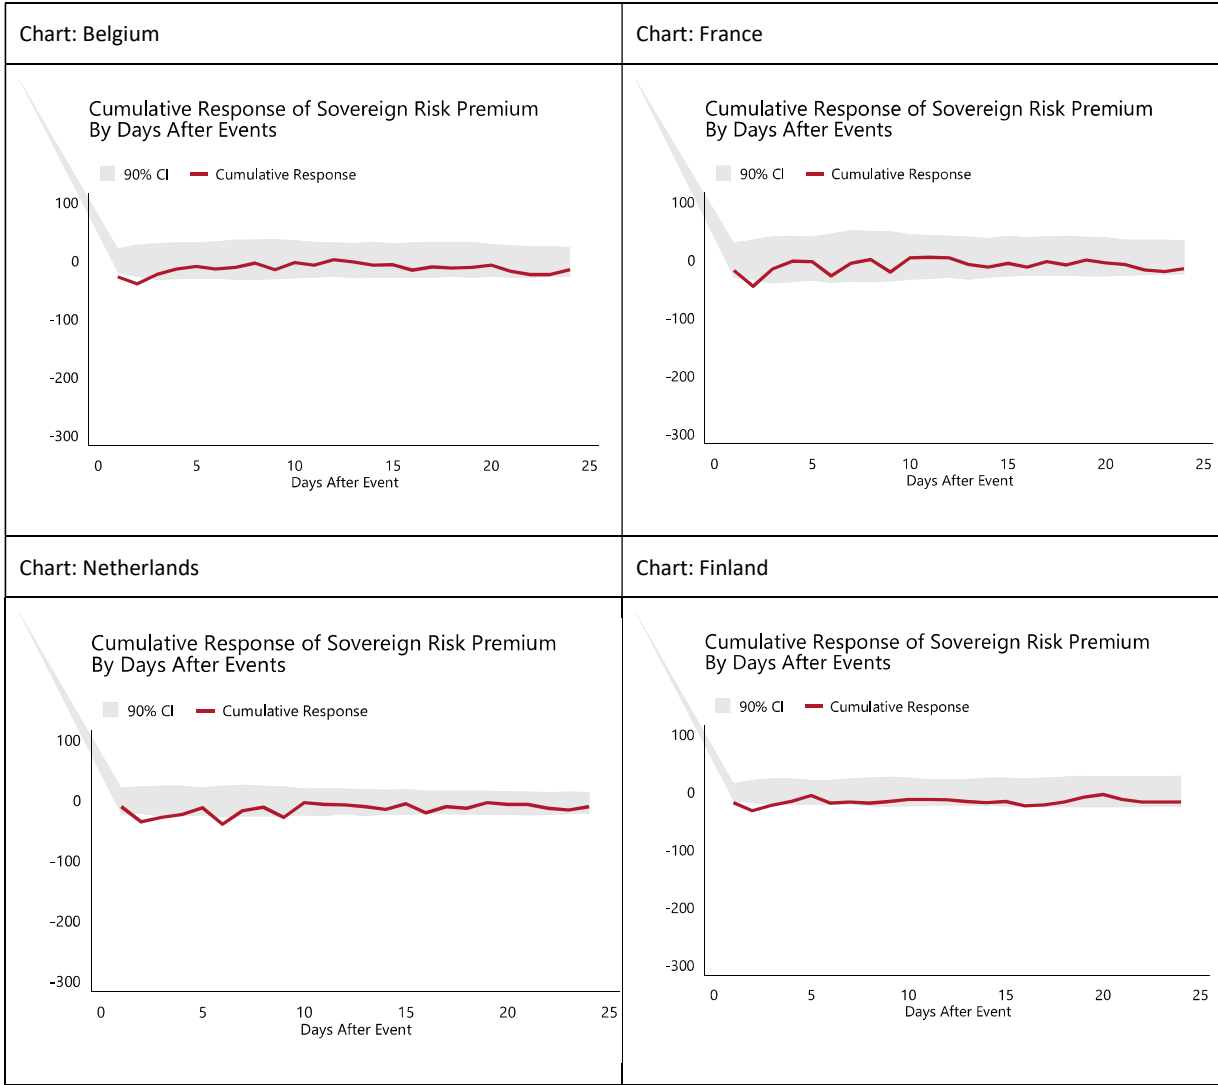 Chart: Belgium
Chart: France
Cumulative Response of Sovereign Risk Premium
By Days After Events
90% CI
Cumulative Response
100
0
-100
-200
-300
0 5 10 15 20 25
Days After Event
Cumulative Response of Sovereign Risk Premium
By Days After Events
90% CI
Cumulative Response
100
0
-100
-200
-300
0 5 10 15 20 25
Days After Event
Chart: Netherlands
Chart: Finland
Cumulative Response of Sovereign Risk Premium
By Days After Events
90% CI
Cumulative Response
100
0
-100
-200
-300
0 5 10 15 20 25
Days After Event
Cumulative Response of Sovereign Risk Premium
By Days After Events
90% CI
Cumulative Response
100
0
-100
-200
-300
0 5 10 15 20 25
Days After Event